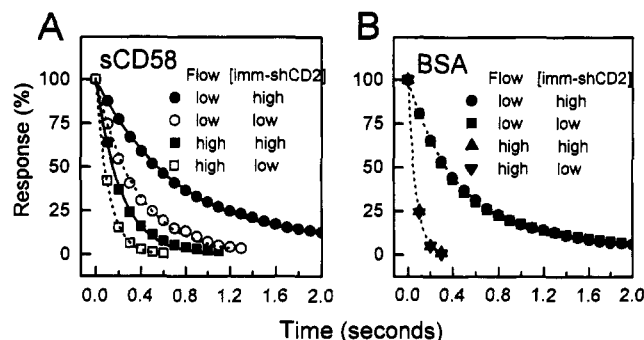 A
sCD58
Flow [imm-shCD2]
low high
low low
high high
high low
Response (%)
100
75
50
25
0
0.0 0.4 0.8 1.2 1.6 2.0
B
BSA
Flow [imm-shCD2]
low high
low low
high high
high low
100
75
50
25
0
0.0 0.4 0.8 1.2 1.6 2.0
Time (seconds)